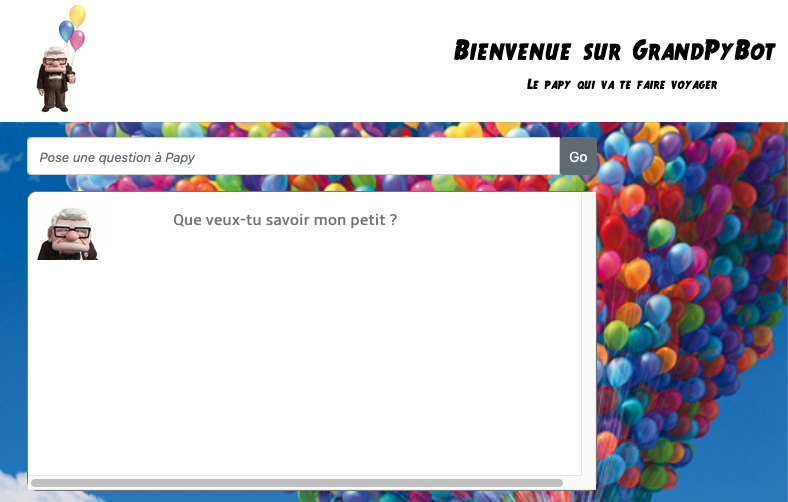 Bienvenue sur GrandPyBot
Le papy qui va te faire voyager
Pose une question à Papy
Go
Que veux-tu savoir mon petit ?